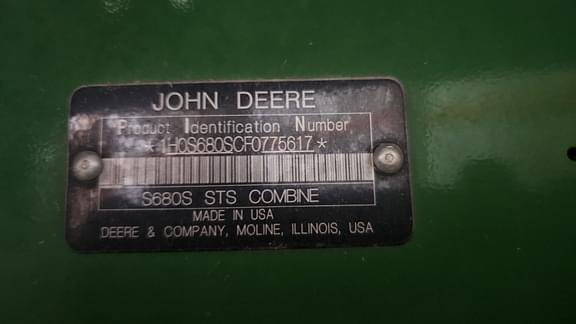 JOHN DEERE
Product Identification Number
*1H0S680SCF0775617*
S680S STS COMBINE
MADE IN USA
DEERE & COMPANY, MOLINE, ILLINOIS, USA